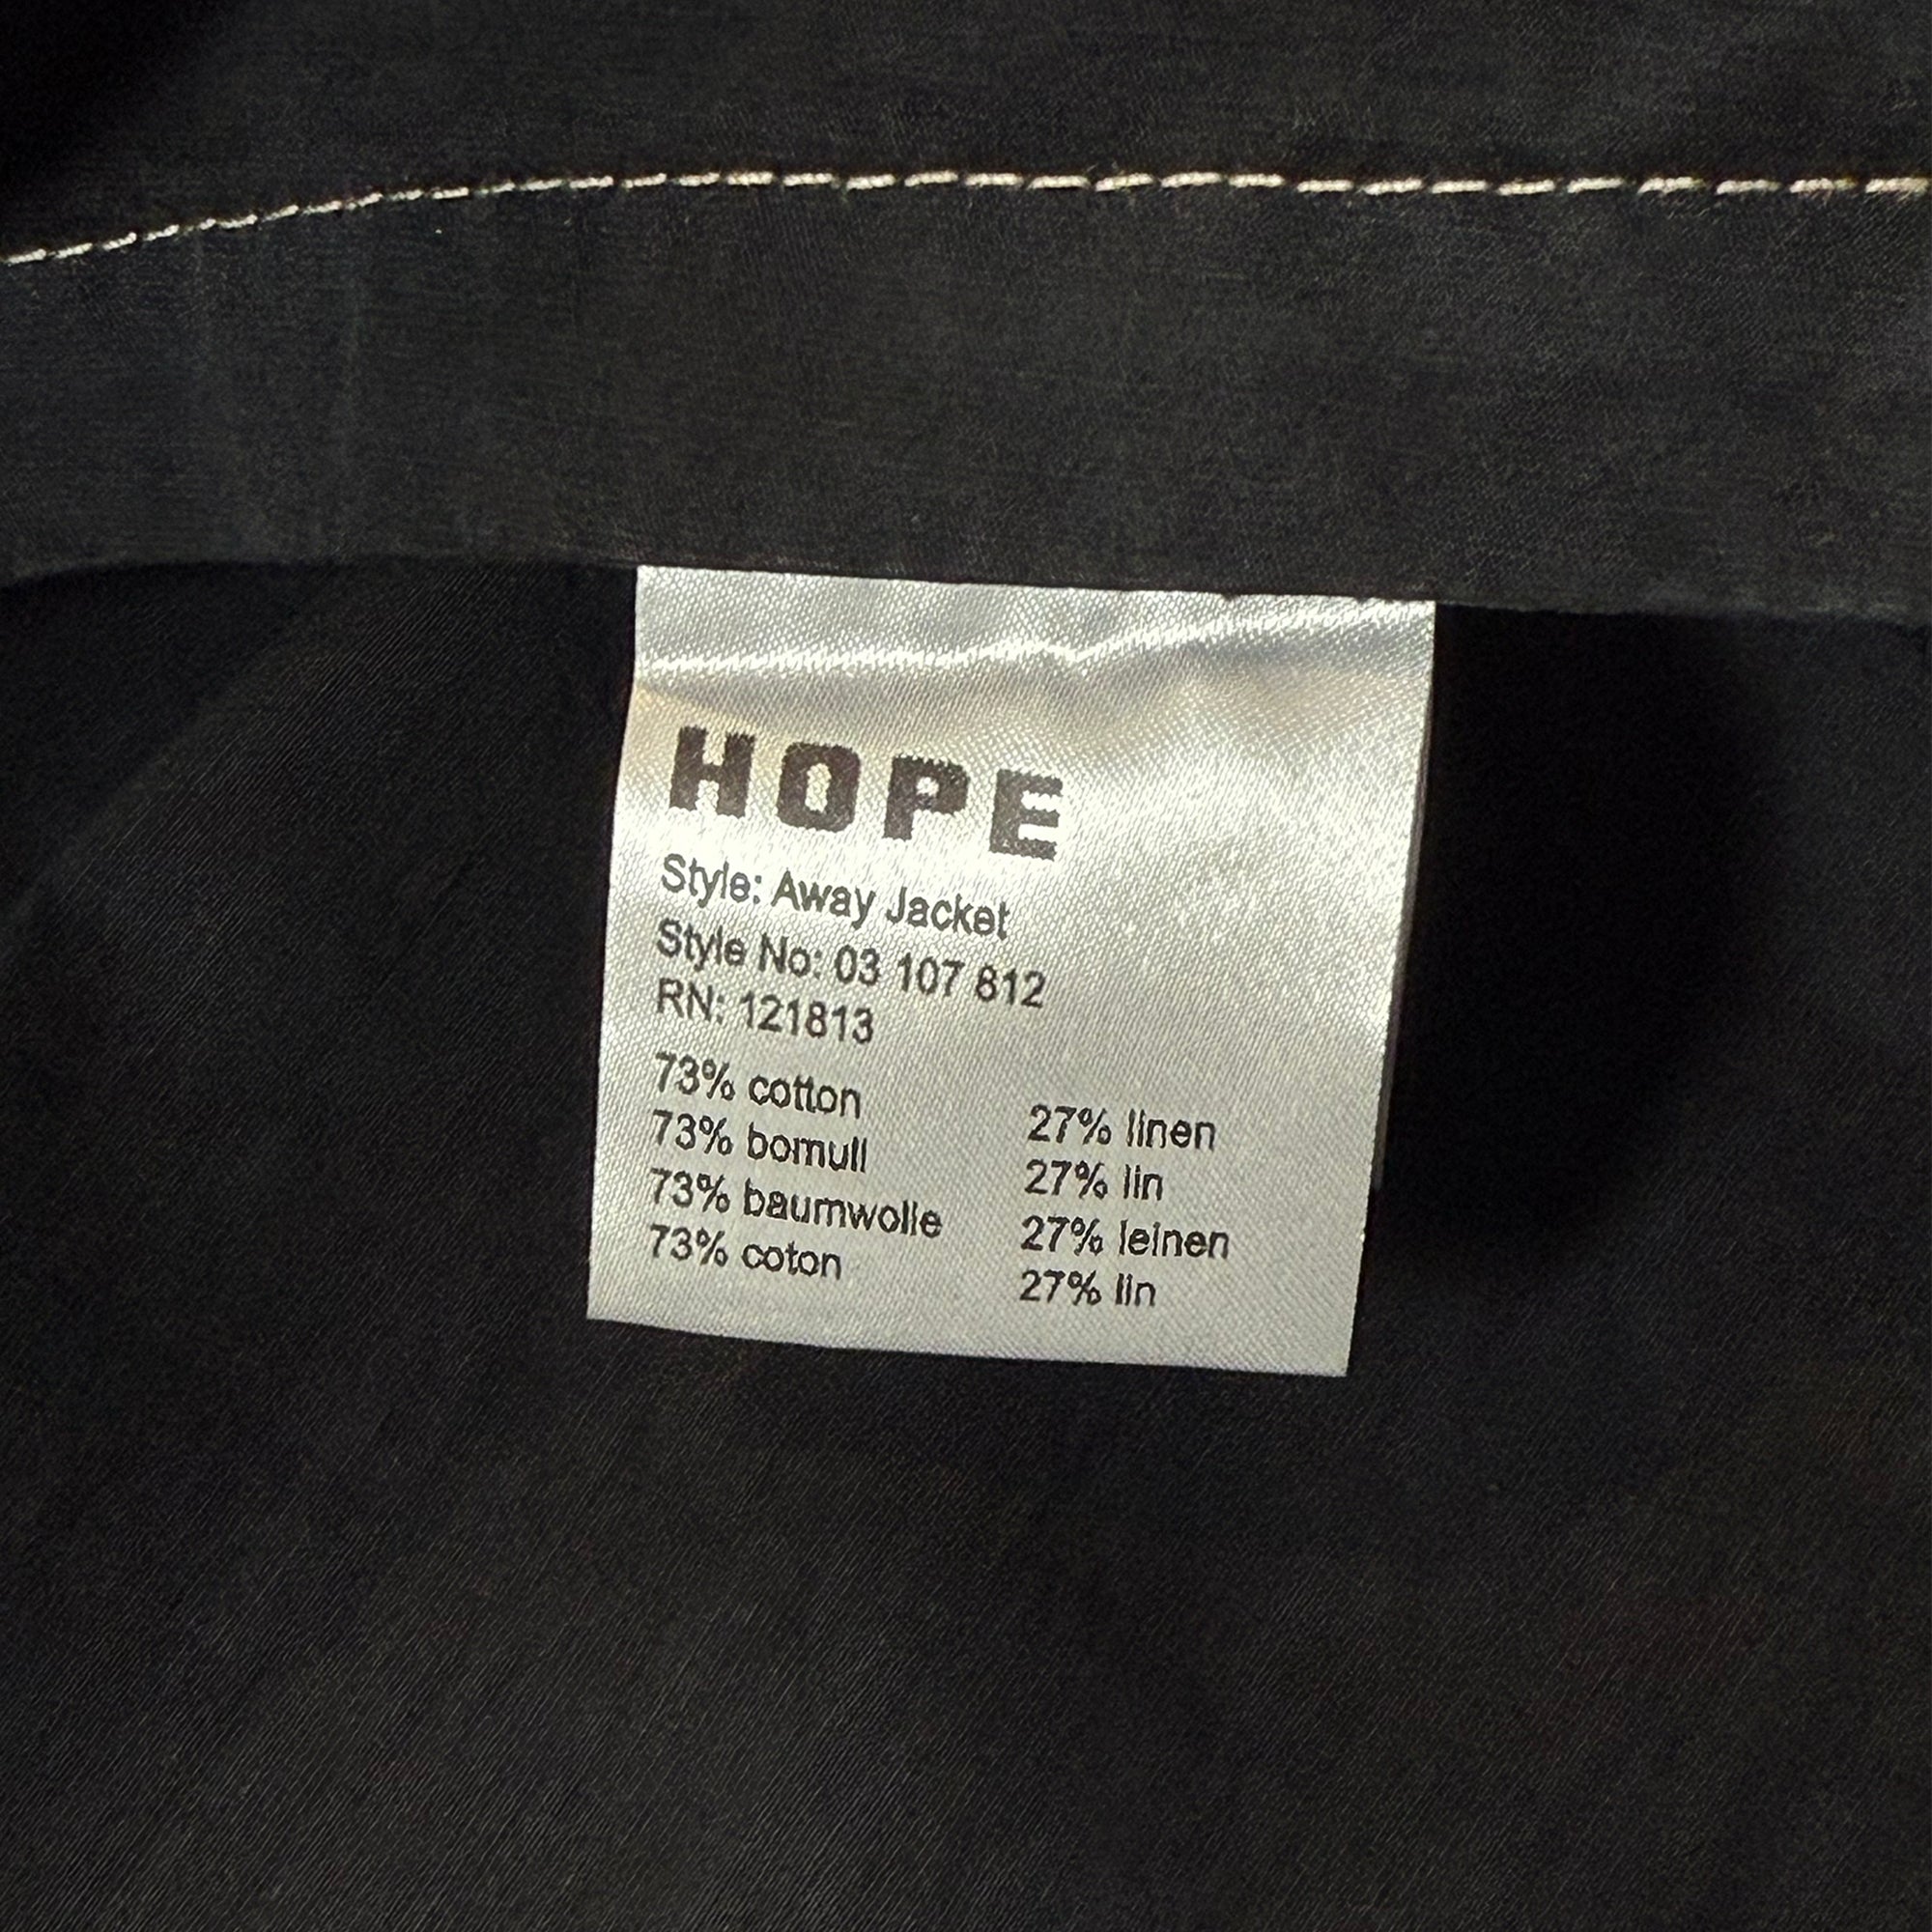 HOPE
Style: Away Jacket
Style No: 03 107 812
RN: 121813
73% cotton 27% linen
73% bomull 27% lin
73% baumwolle 27% leinen
73% coton 27% lin